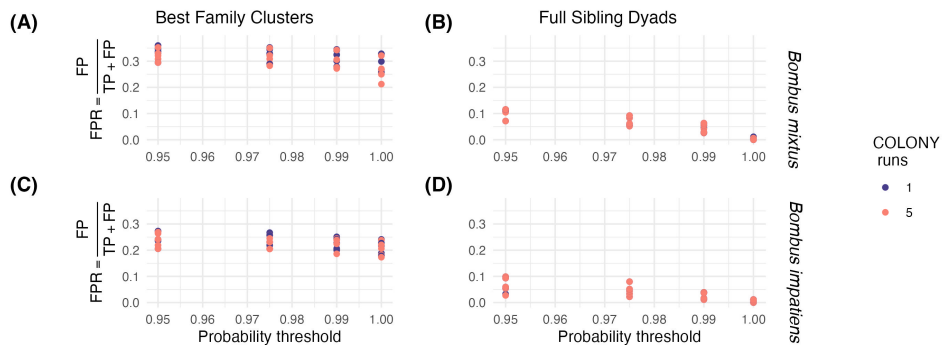 (A) Best Family Clusters
(B) Full Sibling Dyads
FPR = FP / TP + FP
0.3
0.2
0.1
0.0
0.95 0.96 0.97 0.98 0.99 1.00
0.3
0.2
0.1
0.0
0.95 0.96 0.97 0.98 0.99 1.00
Bombus mixtus
COLONY
runs
1
5
(C)
(D)
FPR = FP / TP + FP
0.3
0.2
0.1
0.0
0.95 0.96 0.97 0.98 0.99 1.00
Probability threshold
0.3
0.2
0.1
0.0
0.95 0.96 0.97 0.98 0.99 1.00
Probability threshold
Bombus impatiens